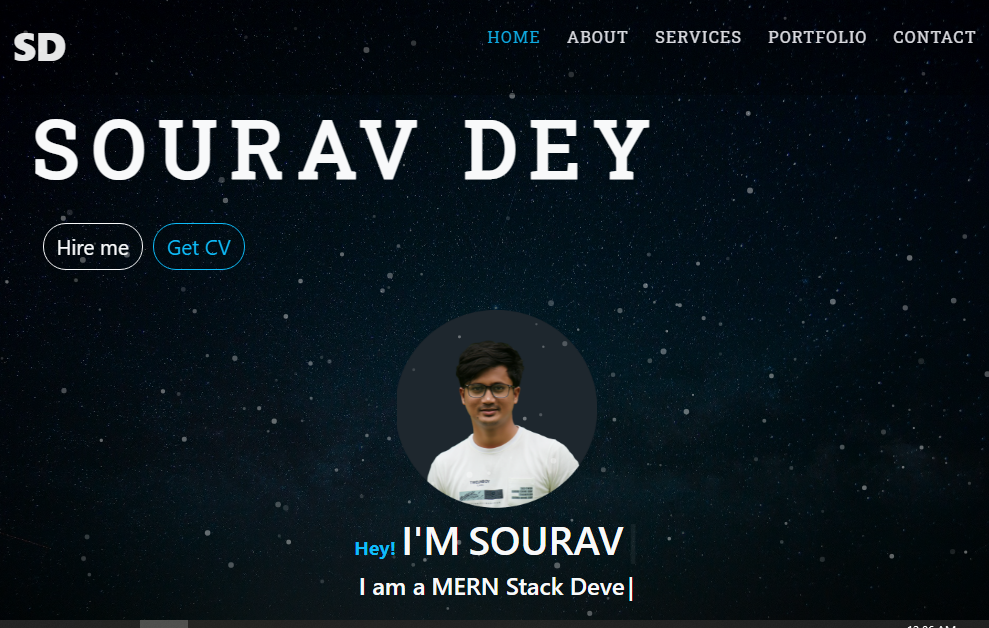 SD
HOME ABOUT SERVICES PORTFOLIO CONTACT
SOURAV DEY
Hire me Get CV
Hey! I'M SOURAV
I am a MERN Stack Deve